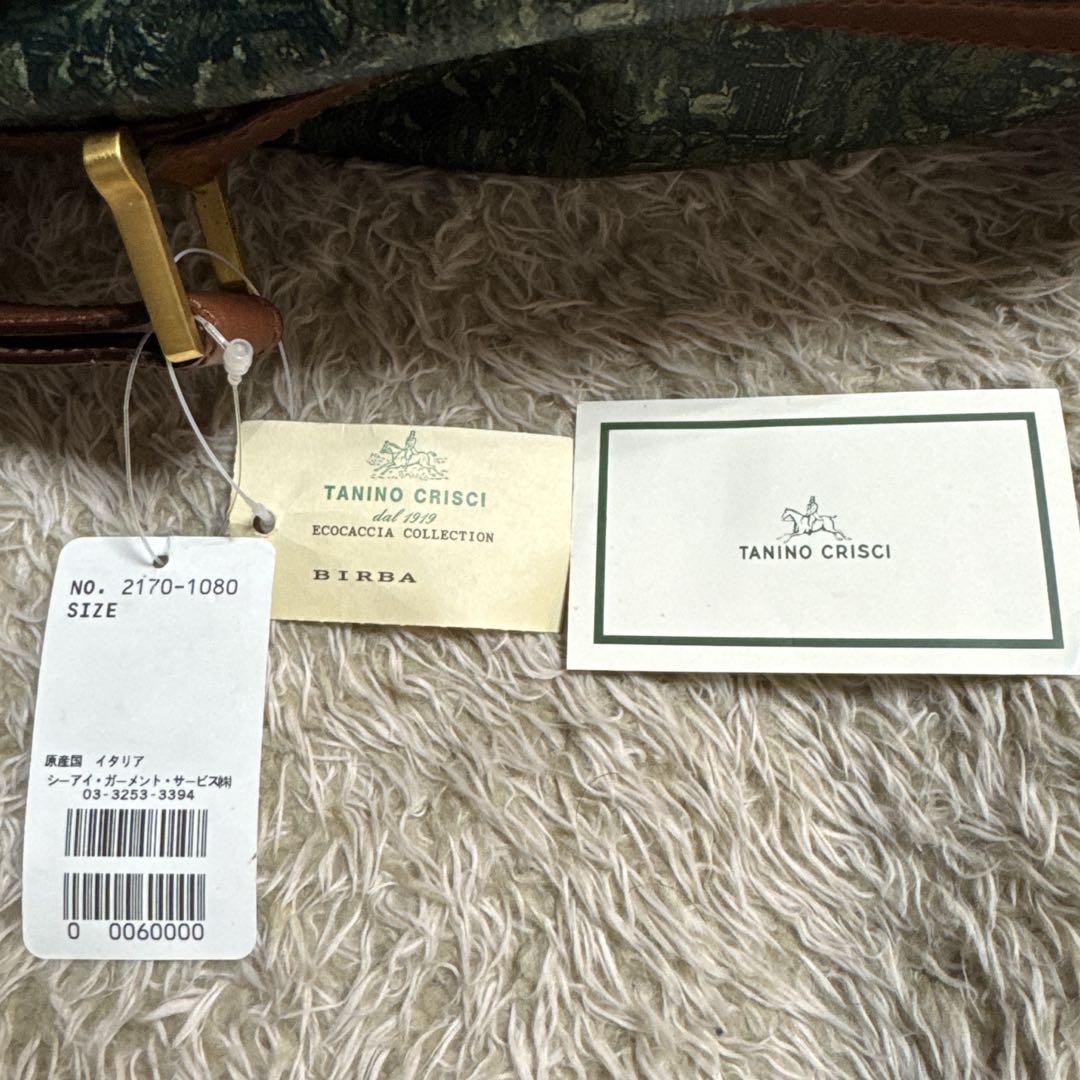 NO. 2170-1080
SIZE
原産国 イタリア
シーアイ・ガーメント・サービス㈱
03-3253-3394
0 0060000
TANINO CRISCI
dal 1919
ECOCACCIA COLLECTION
BIRBA
TANINO CRISCI